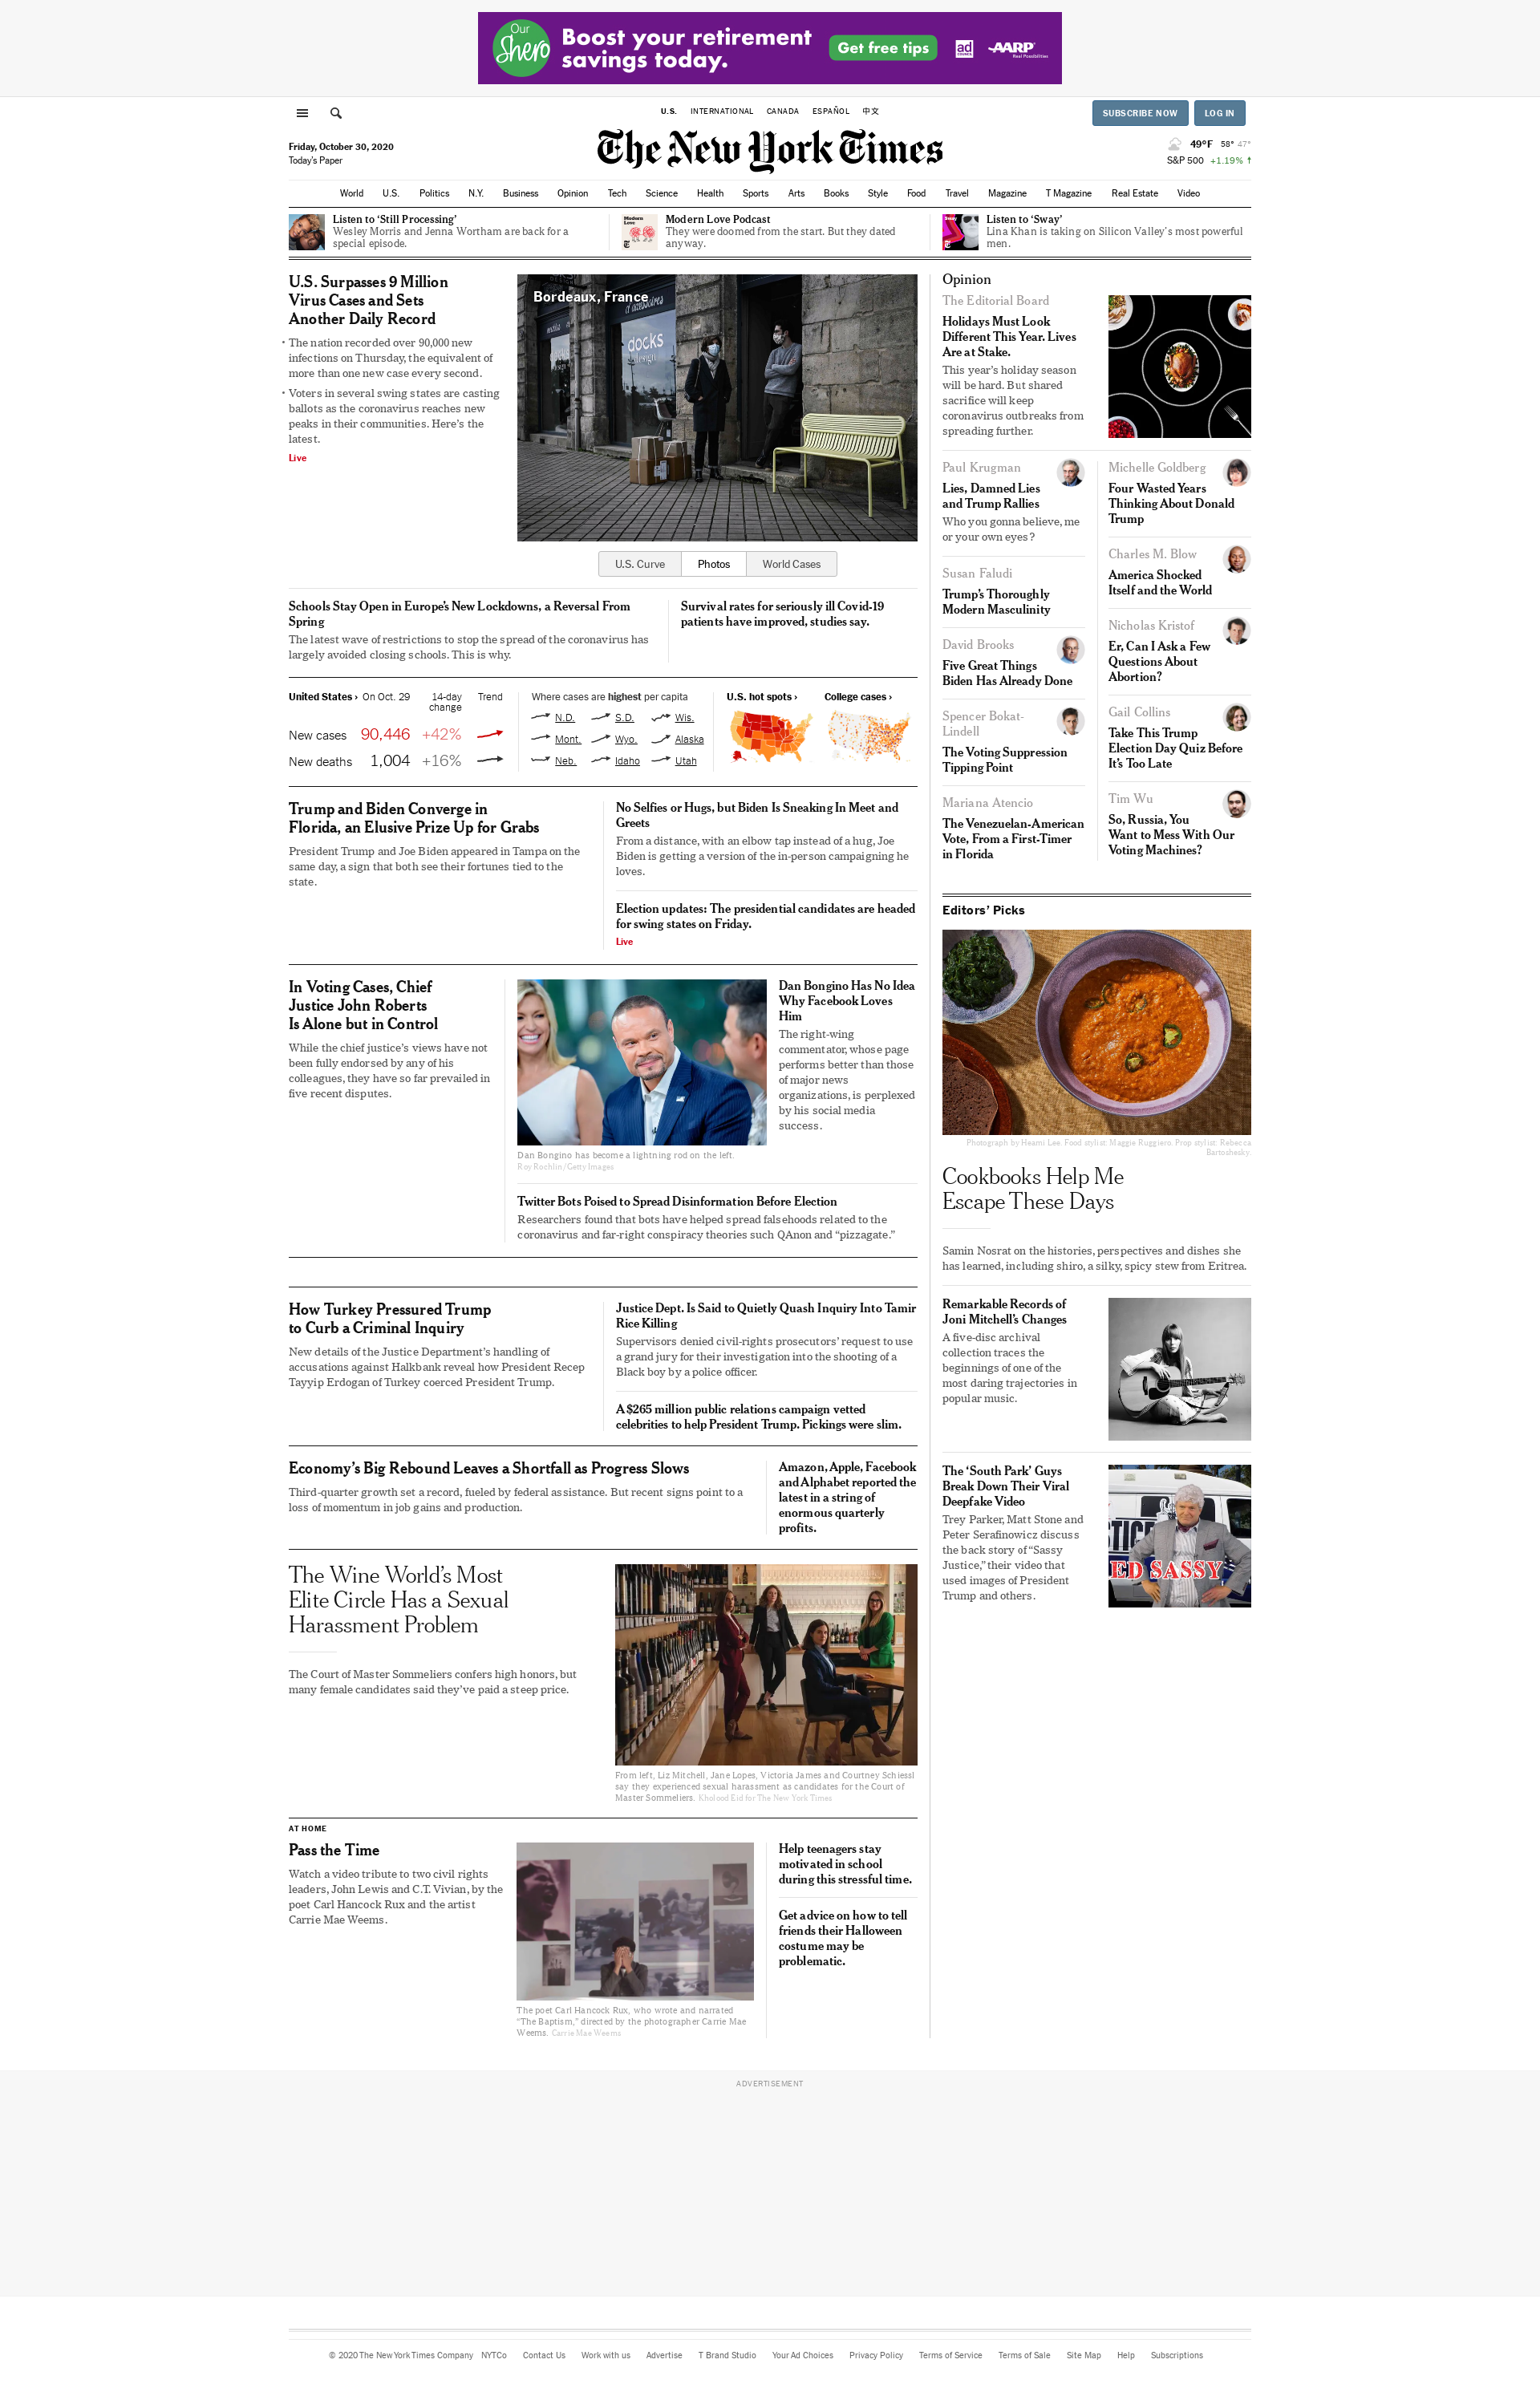 Our
Shero
Boost your retirement
savings today.
Get free tips
ad
COUNCIL
AARP
Real Possibilities
U.S. INTERNATIONAL CANADA ESPAÑOL 中文
SUBSCRIBE NOW LOG IN
Friday, October 30, 2020
Today's Paper
The New York Times
49°F 58° 47°
S&P 500 +1.19% ↑
World U.S. Politics N.Y. Business Opinion Tech Science Health Sports Arts Books Style Food Travel Magazine T Magazine Real Estate Video
Listen to ‘Still Processing’
Wesley Morris and Jenna Wortham are back for a
special episode.
Modern
Love
Modern Love Podcast
They were doomed from the start. But they dated
anyway.
Sway
Listen to ‘Sway’
Lina Khan is taking on Silicon Valley's most powerful
men.
U.S. Surpasses 9 Million
Virus Cases and Sets
Another Daily Record
• The nation recorded over 90,000 new
infections on Thursday, the equivalent of
more than one new case every second.
• Voters in several swing states are casting
ballots as the coronavirus reaches new
peaks in their communities. Here’s the
latest.
Live
Bordeaux, France
docks
design
U.S. Curve Photos World Cases
Schools Stay Open in Europe’s New Lockdowns, a Reversal From
Spring
The latest wave of restrictions to stop the spread of the coronavirus has
largely avoided closing schools. This is why.
Survival rates for seriously ill Covid-19
patients have improved, studies say.
United States › On Oct. 29 14-day
change Trend
New cases 90,446 +42%
New deaths 1,004 +16%
Where cases are highest per capita
N.D. S.D. Wis.
Mont. Wyo. Alaska
Neb. Idaho Utah
U.S. hot spots › College cases ›
Trump and Biden Converge in
Florida, an Elusive Prize Up for Grabs
President Trump and Joe Biden appeared in Tampa on the
same day, a sign that both see their fortunes tied to the
state.
No Selfies or Hugs, but Biden Is Sneaking In Meet and
Greets
From a distance, with an elbow tap instead of a hug, Joe
Biden is getting a version of the in-person campaigning he
loves.
Election updates: The presidential candidates are headed
for swing states on Friday.
Live
In Voting Cases, Chief
Justice John Roberts
Is Alone but in Control
While the chief justice’s views have not
been fully endorsed by any of his
colleagues, they have so far prevailed in
five recent disputes.
Dan Bongino has become a lightning rod on the left.
Roy Rochlin/Getty Images
Dan Bongino Has No Idea
Why Facebook Loves
Him
The right-wing
commentator, whose page
performs better than those
of major news
organizations, is perplexed
by his social media
success.
Twitter Bots Poised to Spread Disinformation Before Election
Researchers found that bots have helped spread falsehoods related to the
coronavirus and far-right conspiracy theories such QAnon and “pizzagate.”
How Turkey Pressured Trump
to Curb a Criminal Inquiry
New details of the Justice Department’s handling of
accusations against Halkbank reveal how President Recep
Tayyip Erdogan of Turkey coerced President Trump.
Justice Dept. Is Said to Quietly Quash Inquiry Into Tamir
Rice Killing
Supervisors denied civil-rights prosecutors’ request to use
a grand jury for their investigation into the shooting of a
Black boy by a police officer.
A $265 million public relations campaign vetted
celebrities to help President Trump. Pickings were slim.
Economy’s Big Rebound Leaves a Shortfall as Progress Slows
Third-quarter growth set a record, fueled by federal assistance. But recent signs point to a
loss of momentum in job gains and production.
Amazon, Apple, Facebook
and Alphabet reported the
latest in a string of
enormous quarterly
profits.
The Wine World’s Most
Elite Circle Has a Sexual
Harassment Problem
The Court of Master Sommeliers confers high honors, but
many female candidates said they’ve paid a steep price.
From left, Liz Mitchell, Jane Lopes, Victoria James and Courtney Schiessl
say they experienced sexual harassment as candidates for the Court of
Master Sommeliers. Kholood Eid for The New York Times
AT HOME
Pass the Time
Watch a video tribute to two civil rights
leaders, John Lewis and C.T. Vivian, by the
poet Carl Hancock Rux and the artist
Carrie Mae Weems.
The poet Carl Hancock Rux, who wrote and narrated
“The Baptism,” directed by the photographer Carrie Mae
Weems. Carrie Mae Weems
Help teenagers stay
motivated in school
during this stressful time.
Get advice on how to tell
friends their Halloween
costume may be
problematic.
Opinion
The Editorial Board
Holidays Must Look
Different This Year. Lives
Are at Stake.
This year’s holiday season
will be hard. But shared
sacrifice will keep
coronavirus outbreaks from
spreading further.
Paul Krugman
Lies, Damned Lies
and Trump Rallies
Who you gonna believe, me
or your own eyes?
Susan Faludi
Trump’s Thoroughly
Modern Masculinity
David Brooks
Five Great Things
Biden Has Already Done
Spencer Bokat-
Lindell
The Voting Suppression
Tipping Point
Mariana Atencio
The Venezuelan-American
Vote, From a First-Timer
in Florida
Michelle Goldberg
Four Wasted Years
Thinking About Donald
Trump
Charles M. Blow
America Shocked
Itself and the World
Nicholas Kristof
Er, Can I Ask a Few
Questions About
Abortion?
Gail Collins
Take This Trump
Election Day Quiz Before
It’s Too Late
Tim Wu
So, Russia, You
Want to Mess With Our
Voting Machines?
Editors’ Picks
Photograph by Heami Lee. Food stylist: Maggie Ruggiero. Prop stylist: Rebecca
Bartoshesky.
Cookbooks Help Me
Escape These Days
Samin Nosrat on the histories, perspectives and dishes she
has learned, including shiro, a silky, spicy stew from Eritrea.
Remarkable Records of
Joni Mitchell’s Changes
A five-disc archival
collection traces the
beginnings of one of the
most daring trajectories in
popular music.
The ‘South Park’ Guys
Break Down Their Viral
Deepfake Video
Trey Parker, Matt Stone and
Peter Serafinowicz discuss
the back story of “Sassy
Justice,” their video that
used images of President
Trump and others.
ED SASSY
ADVERTISEMENT
© 2020 The New York Times Company NYTCo Contact Us Work with us Advertise T Brand Studio Your Ad Choices Privacy Policy Terms of Service Terms of Sale Site Map Help Subscriptions